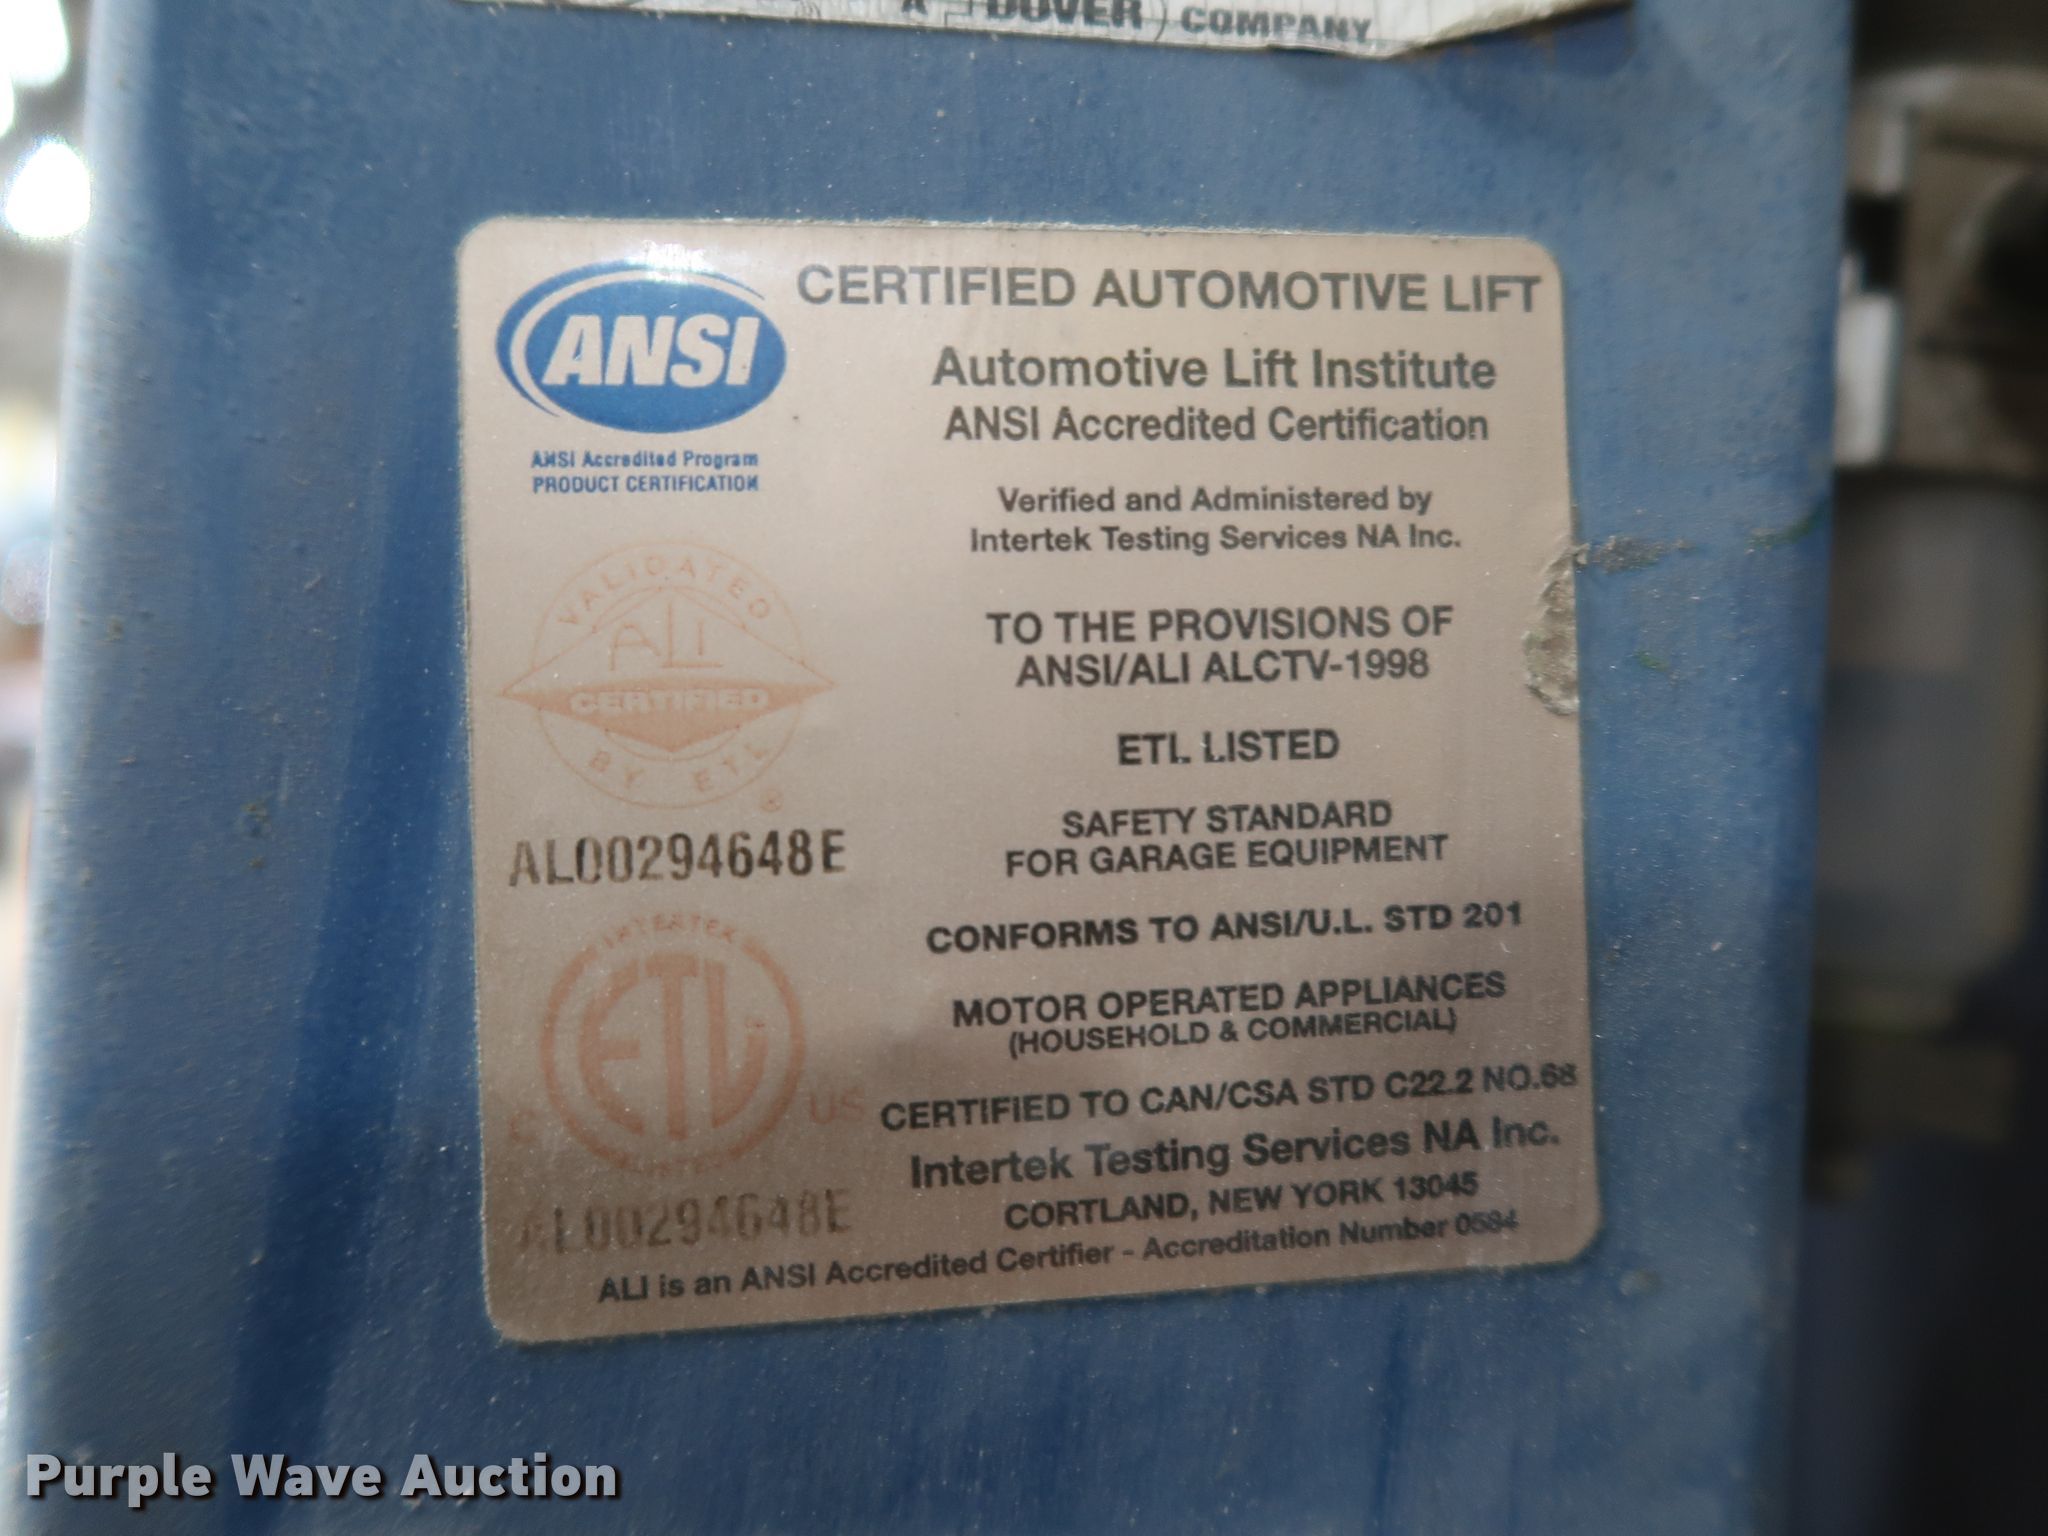 A DOVER COMPANY
ANSI
ANSI Accredited Program
PRODUCT CERTIFICATION
VALIDATED
ALI
CERTIFIED
BY ETL
®
AL00294648E
INTERTEK
ETL
C US
LISTED
AL00294648E
CERTIFIED AUTOMOTIVE LIFT
Automotive Lift Institute
ANSI Accredited Certification
Verified and Administered by
Intertek Testing Services NA Inc.
TO THE PROVISIONS OF
ANSI/ALI ALCTV-1998
ETL LISTED
SAFETY STANDARD
FOR GARAGE EQUIPMENT
CONFORMS TO ANSI/U.L. STD 201
MOTOR OPERATED APPLIANCES
(HOUSEHOLD & COMMERCIAL)
CERTIFIED TO CAN/CSA STD C22.2 NO.68
Intertek Testing Services NA Inc.
CORTLAND, NEW YORK 13045
ALI is an ANSI Accredited Certifier - Accreditation Number 0584
Purple Wave Auction